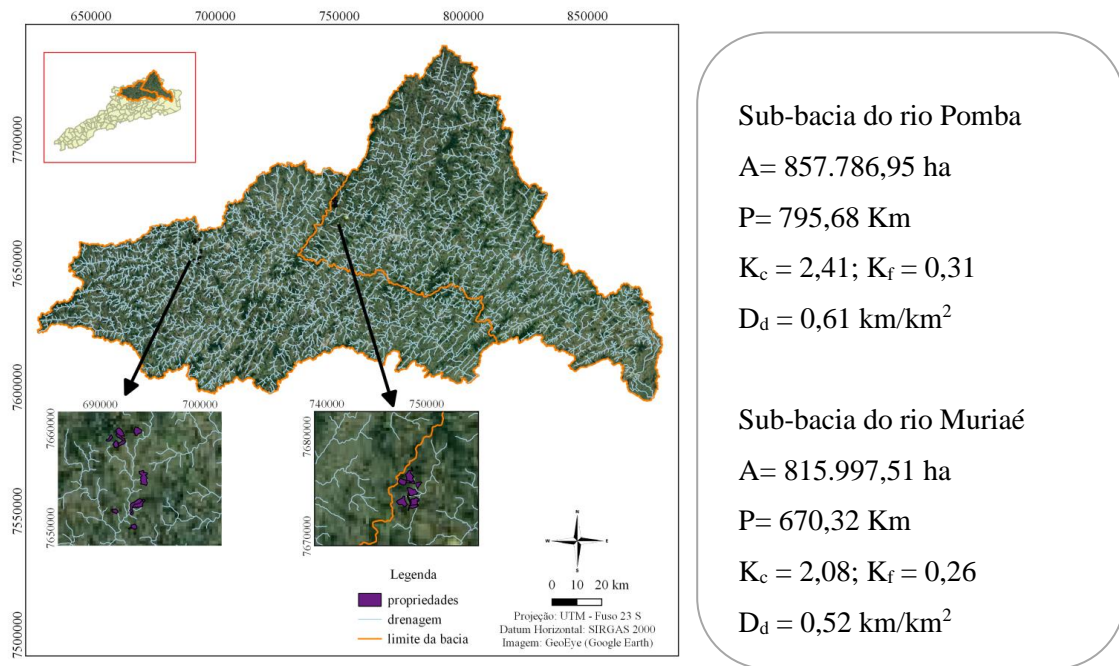 650000 700000 750000 800000 850000
7700000
7650000
7600000
7550000
7500000
690000 700000
7660000
7650000
740000 750000
7680000
7670000
Legenda
propriedades
drenagem
limite da bacia
N
W E
S
0 10 20 km
Projeção: UTM - Fuso 23 S
Datum Horizontal: SIRGAS 2000
Imagem: GeoEye (Google Earth)
Sub-bacia do rio Pomba
A= 857.786,95 ha
P= 795,68 Km
Kc = 2,41; Kf = 0,31
Dd = 0,61 km/km²
Sub-bacia do rio Muriaé
A= 815.997,51 ha
P= 670,32 Km
Kc = 2,08; Kf = 0,26
Dd = 0,52 km/km²